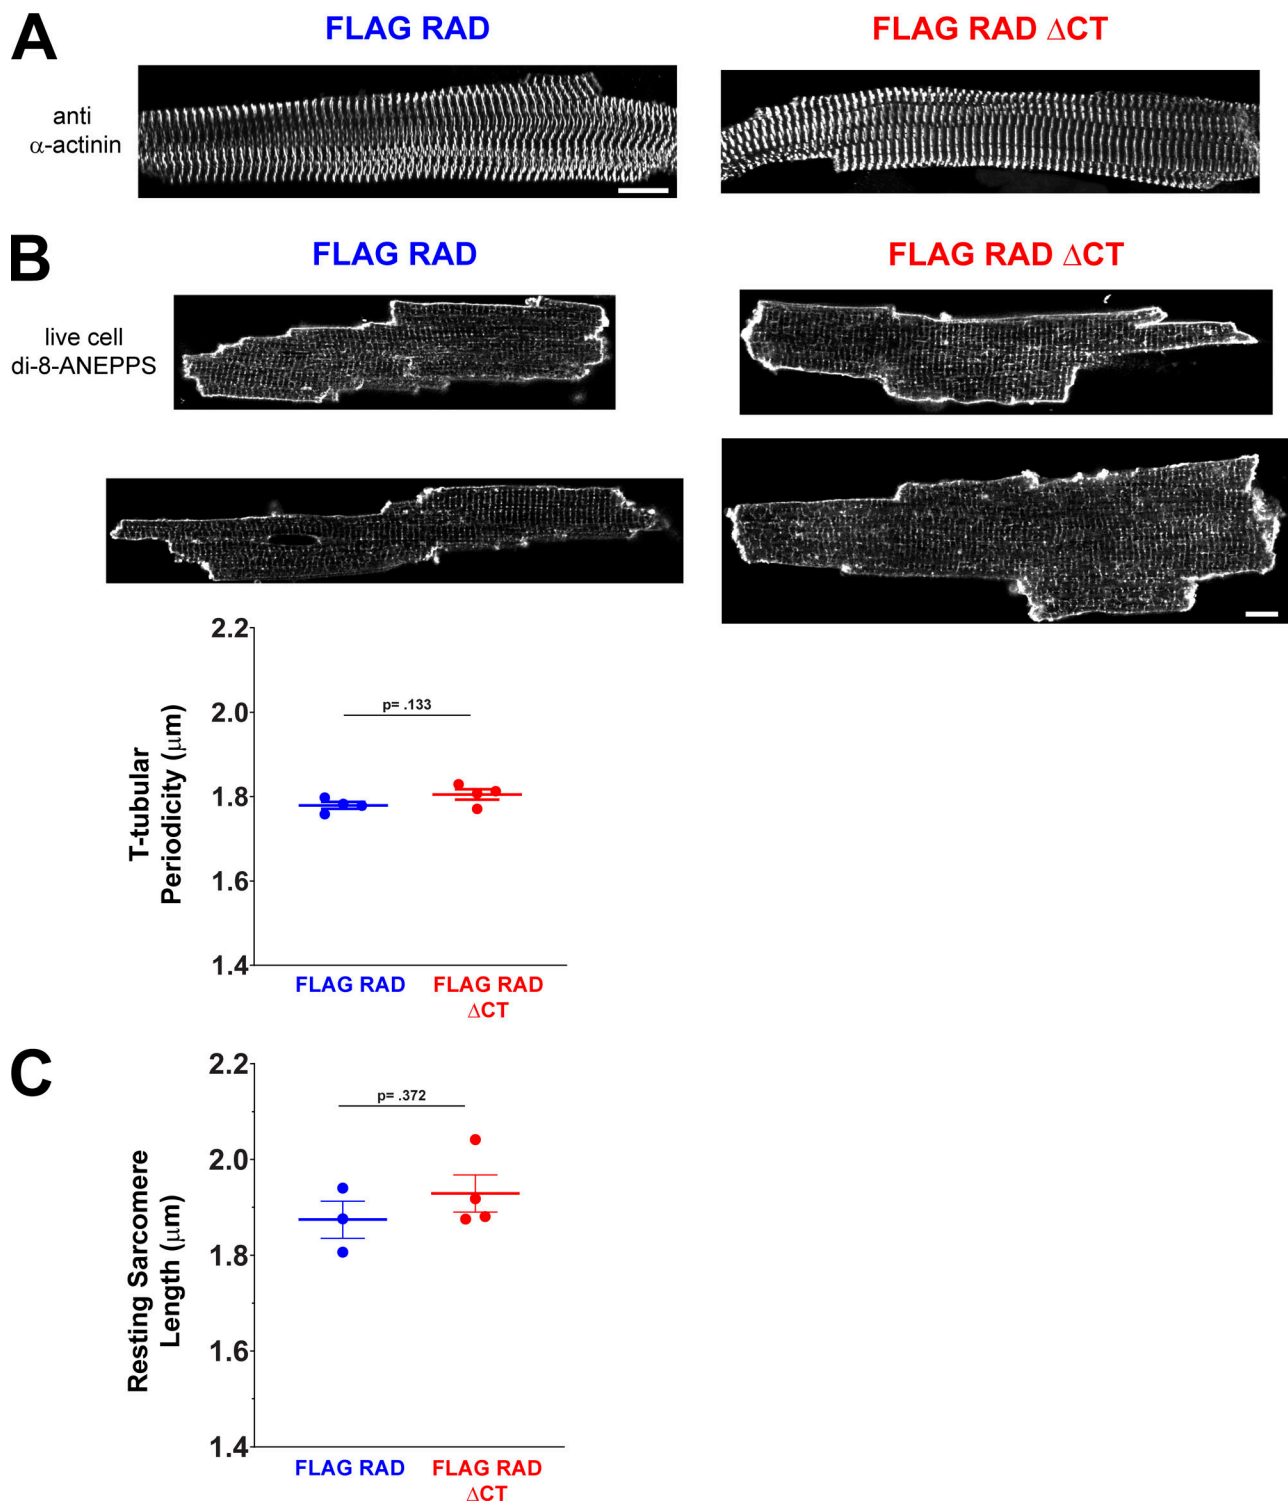 A
FLAG RAD
FLAG RAD ΔCT
anti
α-actinin
B
FLAG RAD
FLAG RAD ΔCT
live cell
di-8-ANEPPS
2.2
2.0
1.8
1.6
1.4
T-tubular
Periodicity (μm)
p= .133
FLAG RAD
FLAG RAD
ΔCT
C
2.2
2.0
1.8
1.6
1.4
Resting Sarcomere
Length (μm)
p= .372
FLAG RAD
FLAG RAD
ΔCT